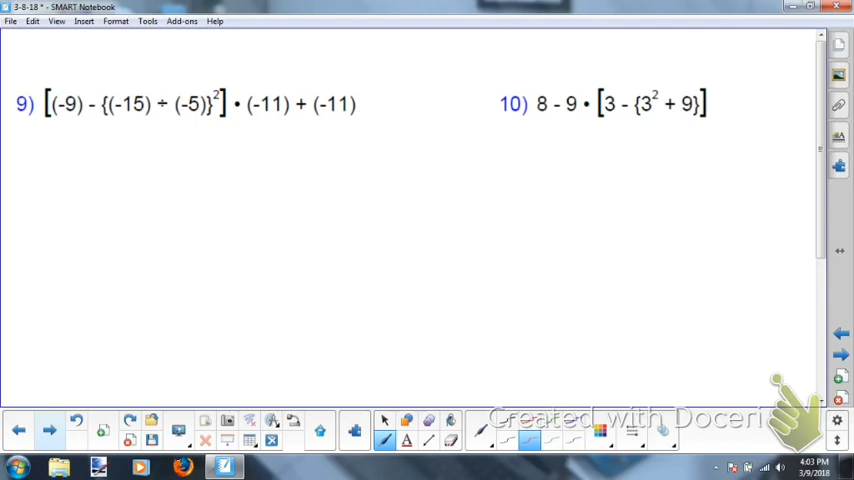 3-8-18 * - SMART Notebook
File Edit View Insert Format Tools Add-ons Help
9) [(-9) - {(-15) ÷ (-5)}²] • (-11) + (-11)
10) 8 - 9 • [3 - {3² + 9}]
Created with Doceri
4:03 PM
3/9/2018